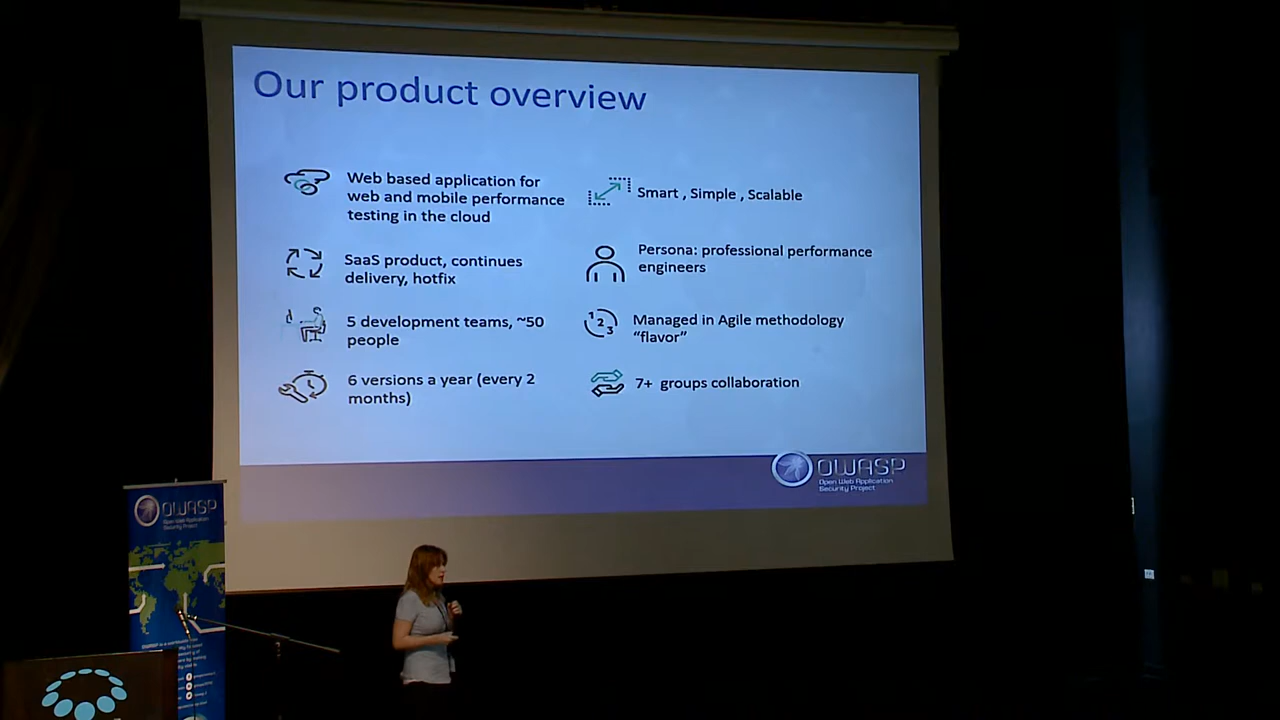 Our product overview
Web based application for
web and mobile performance
testing in the cloud
Smart , Simple , Scalable
SaaS product, continues
delivery, hotfix
Persona: professional performance
engineers
5 development teams, ~50
people
1 2 3
Managed in Agile methodology
“flavor”
6 versions a year (every 2
months)
7+ groups collaboration
OWASP
Open Web Application
Security Project
OWASP
Open Web Application
Security Project